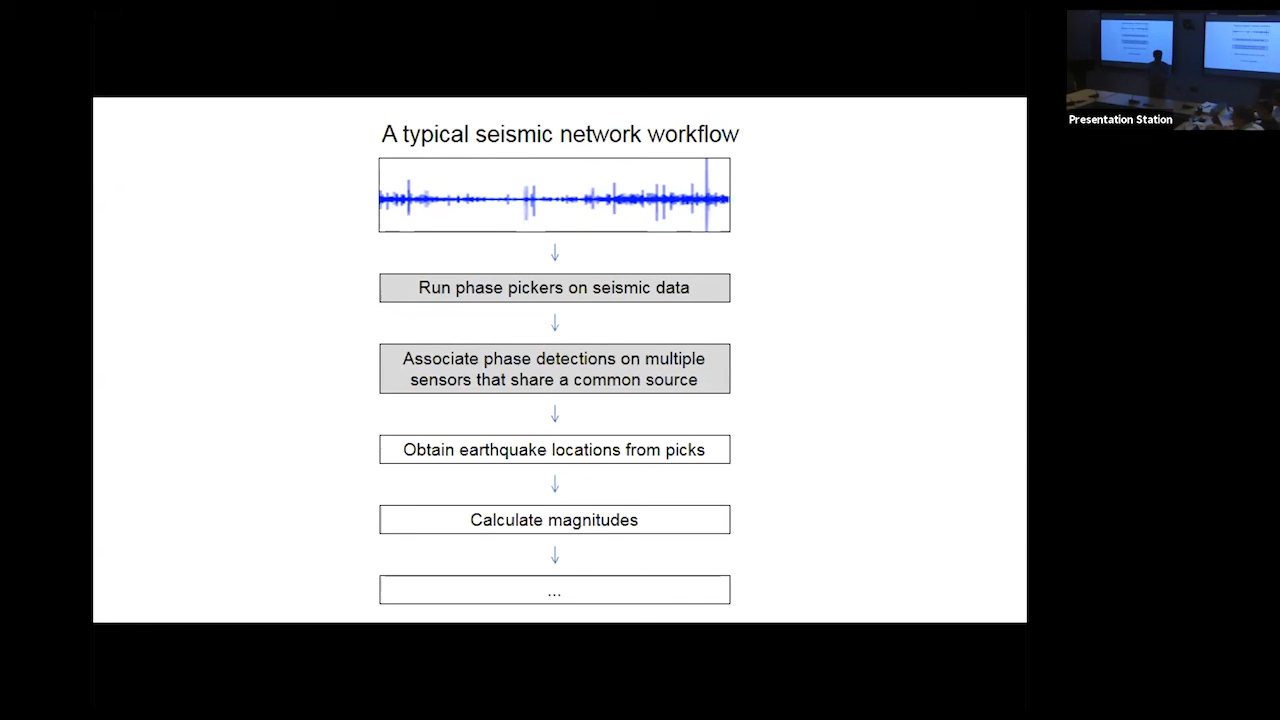 A typical seismic network workflow
Run phase pickers on seismic data
Associate phase detections on multiple
sensors that share a common source
Obtain earthquake locations from picks
Calculate magnitudes
...
Presentation Station